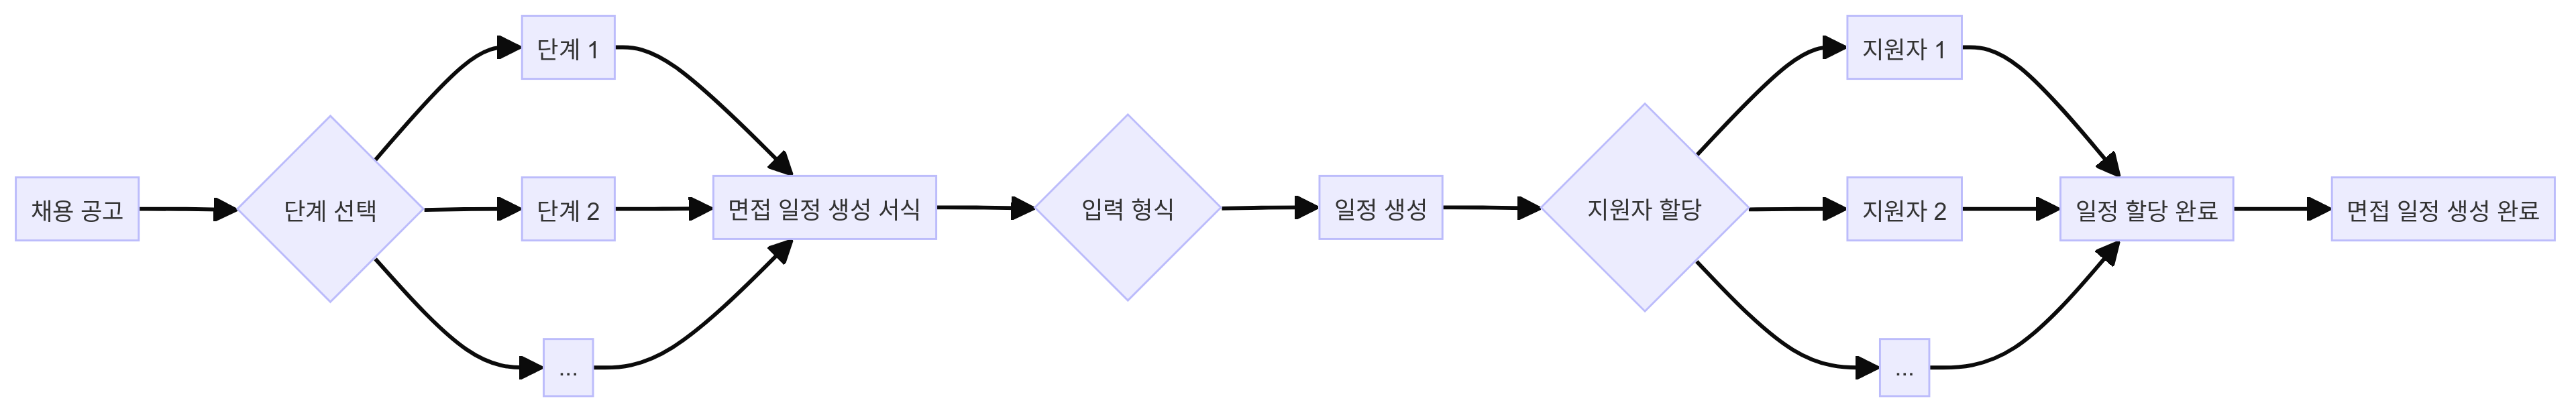 채용 공고
단계 선택
단계 1
단계 2
...
면접 일정 생성 서식
입력 형식
일정 생성
지원자 할당
지원자 1
지원자 2
...
일정 할당 완료
면접 일정 생성 완료